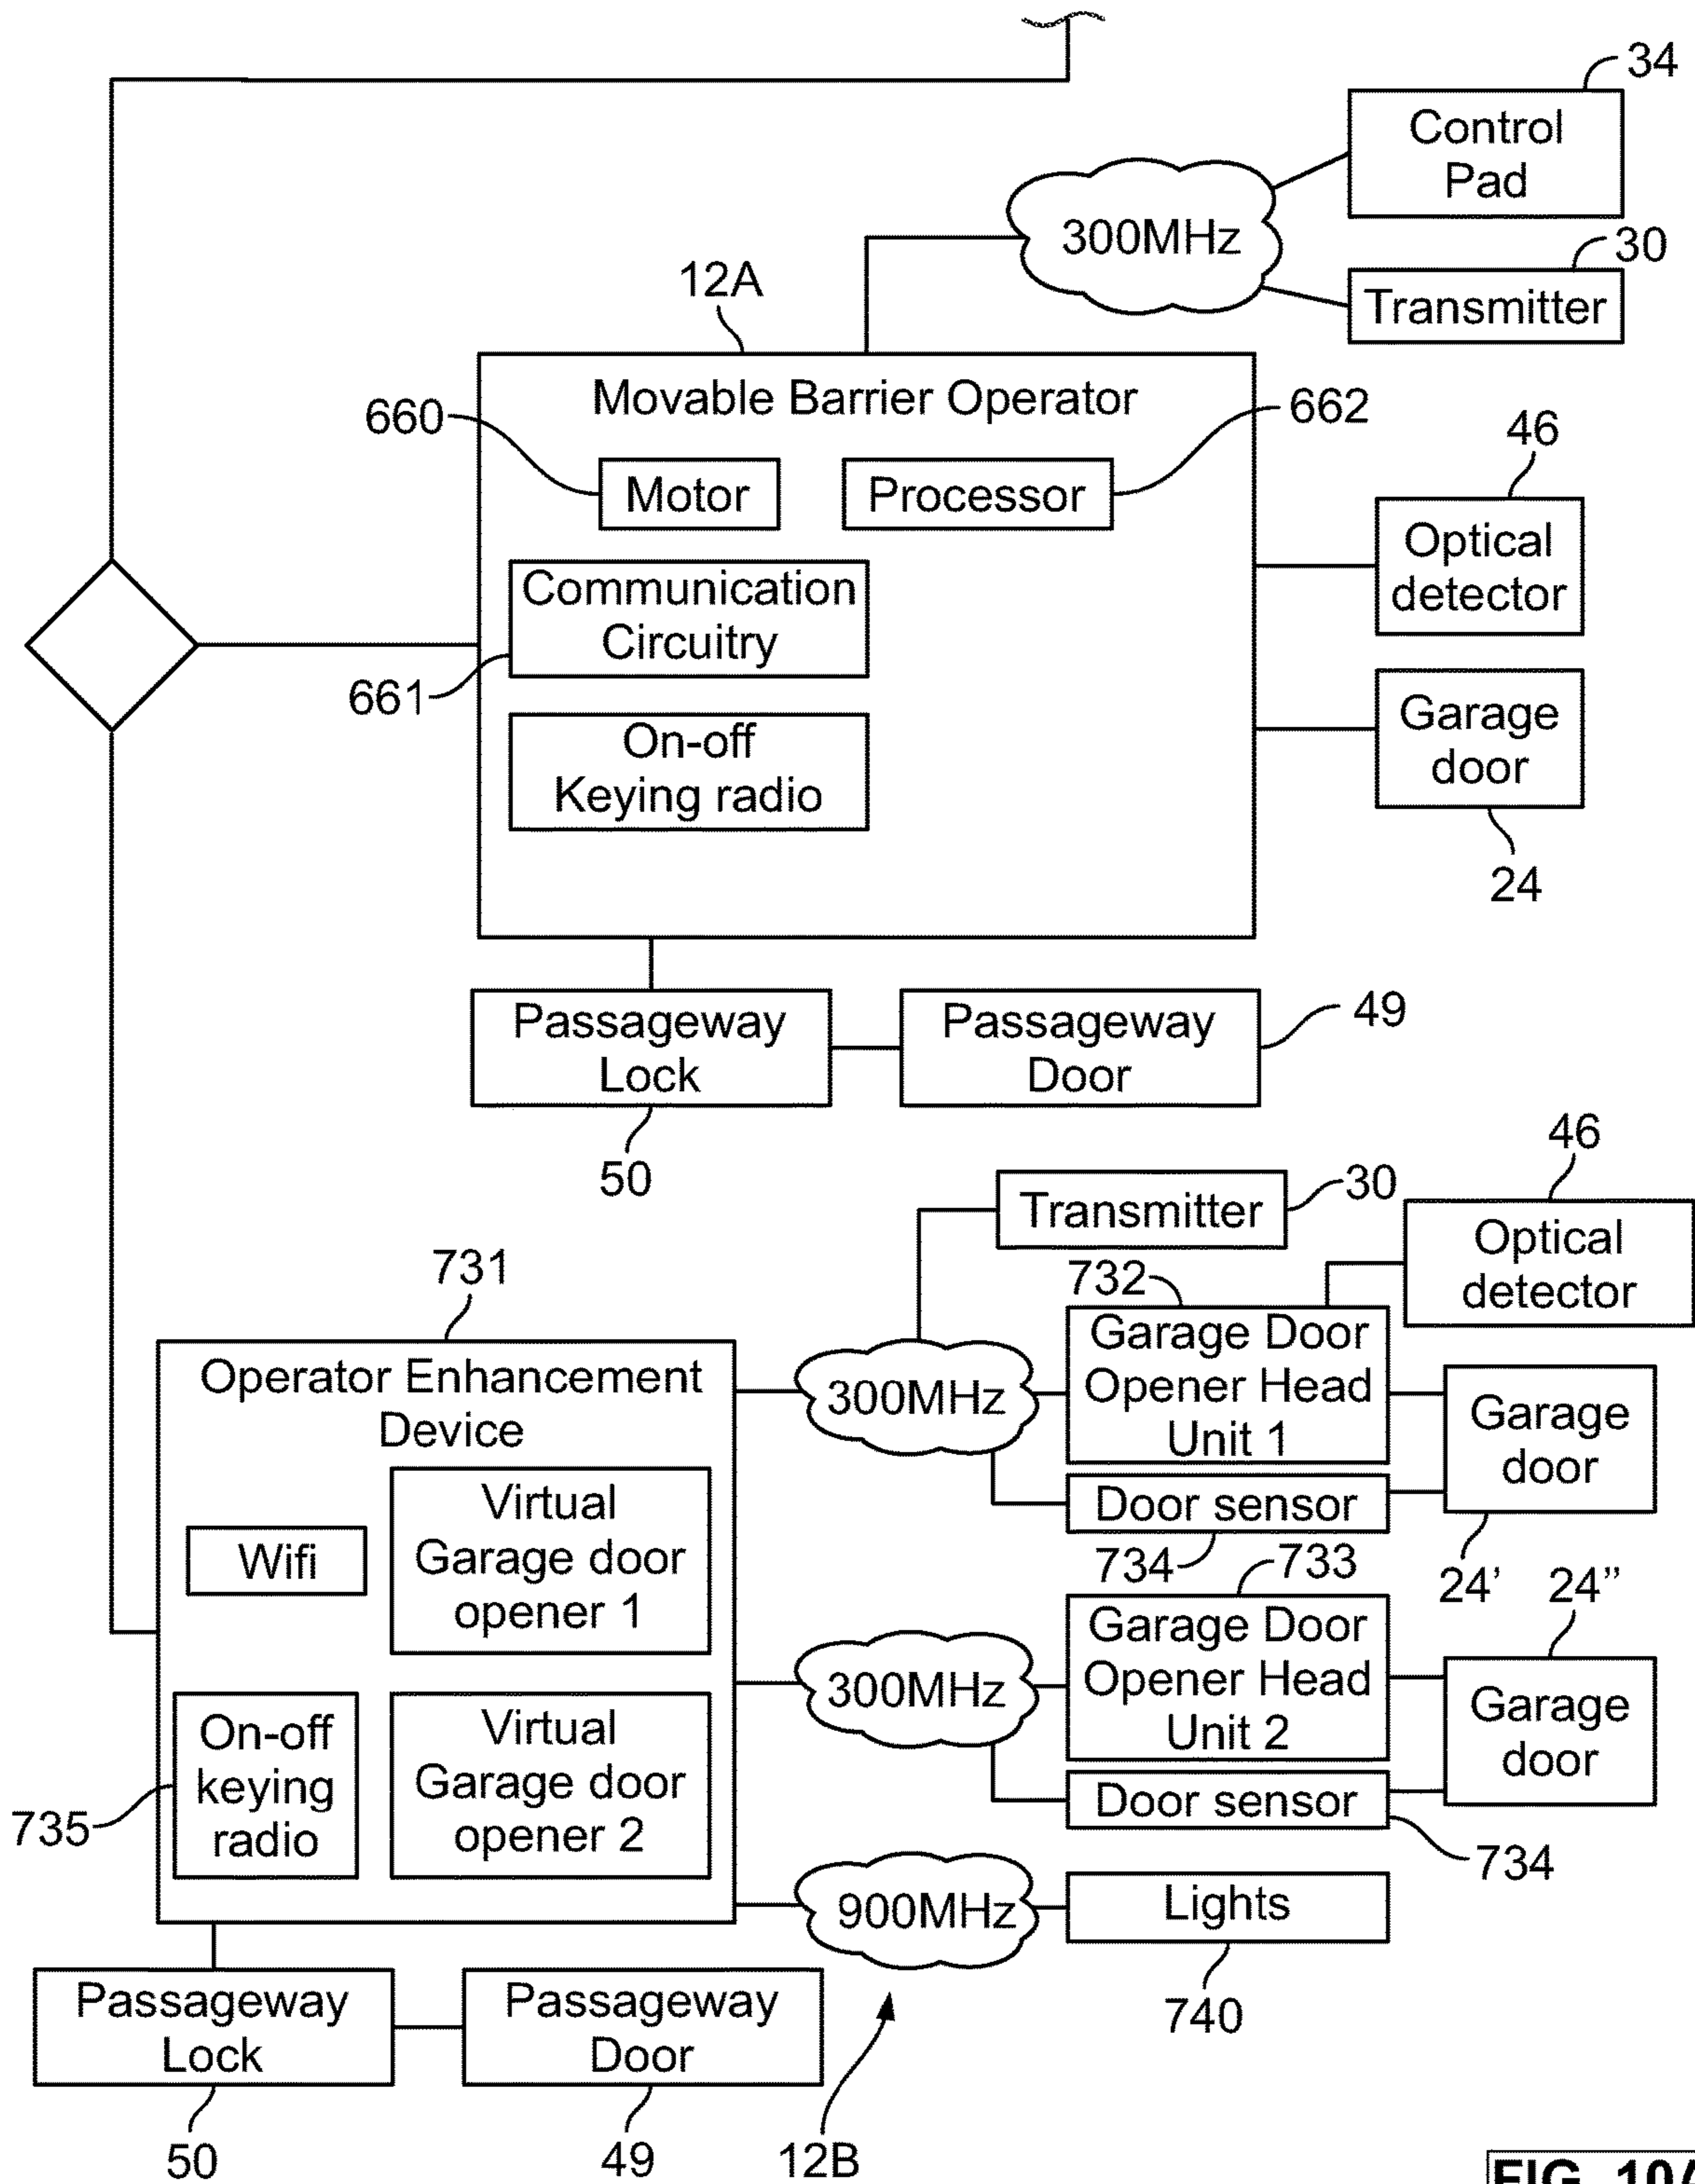 34
Control
Pad
300MHz
30
Transmitter
12A
Movable Barrier Operator
660
662
Motor
Processor
46
Optical
detector
Communication
Circuitry
661
Garage
door
On-off
Keying radio
24
Passageway
Lock
Passageway
Door
49
50
46
Transmitter
30
Optical
detector
731
732
Operator Enhancement
Device
300MHz
Garage Door
Opener Head
Unit 1
Garage
door
Door sensor
Wifi
Virtual
Garage door
opener 1
734
733
24'
24''
300MHz
Garage Door
Opener Head
Unit 2
Garage
door
On-off
keying
radio
735
Virtual
Garage door
opener 2
Door sensor
734
900MHz
Lights
740
Passageway
Lock
Passageway
Door
50
49
12B
FIG. 10A